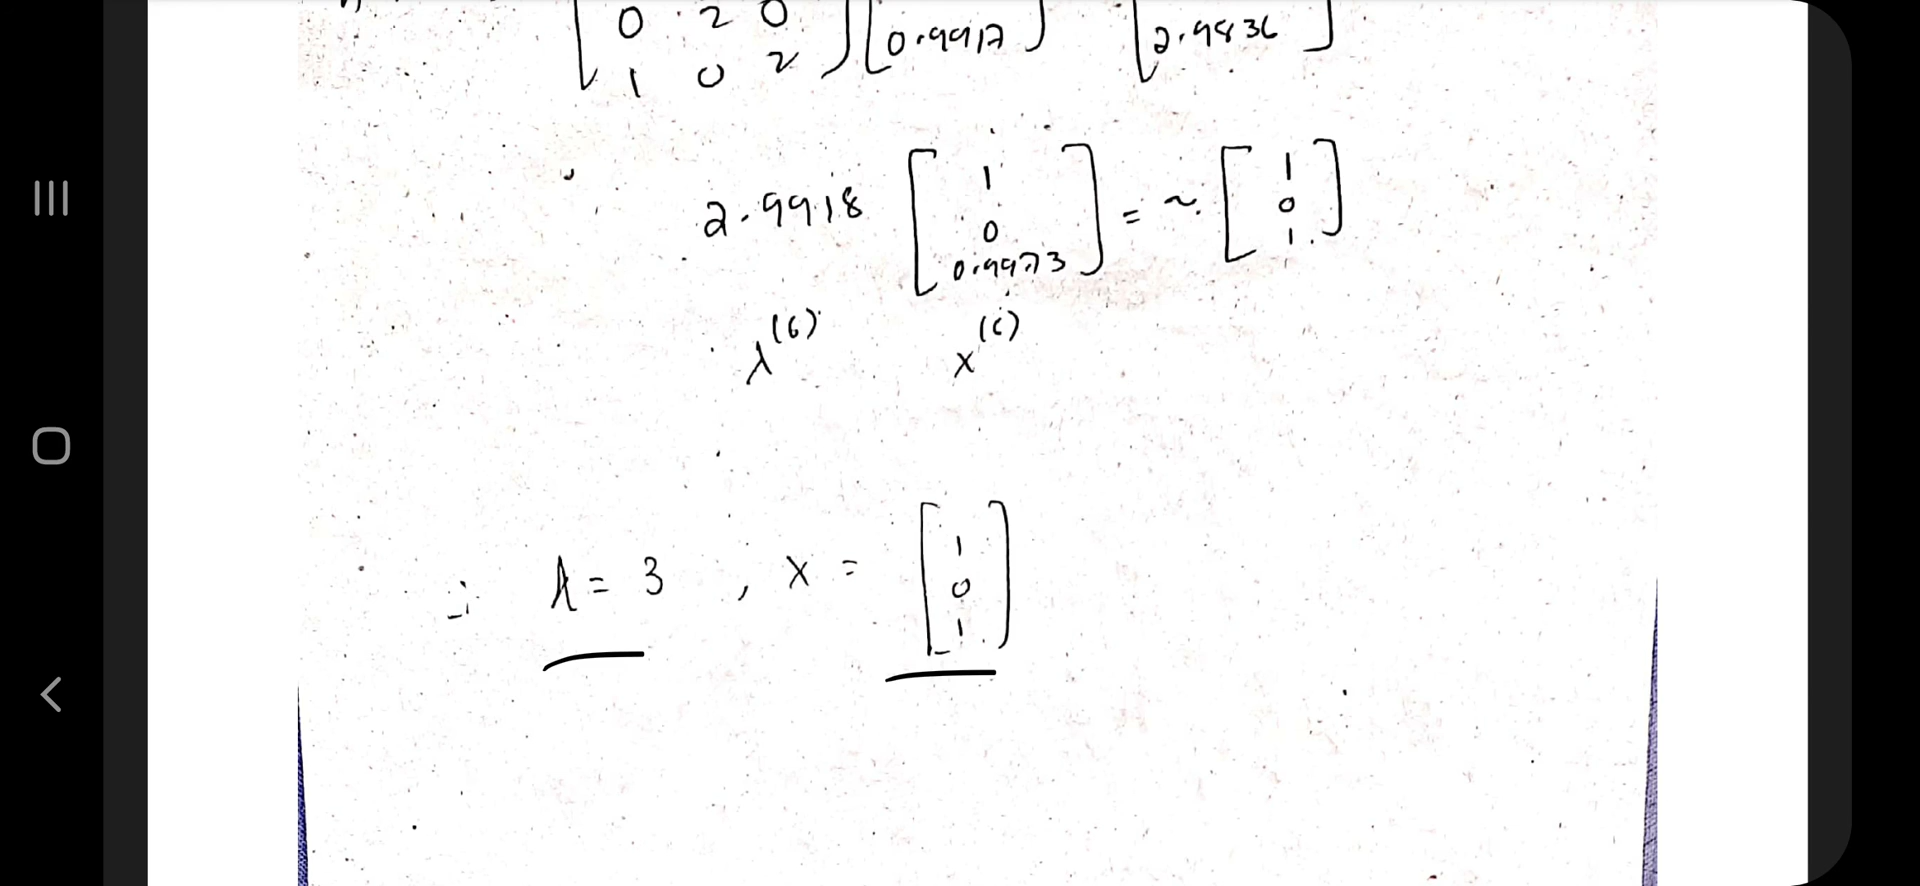 0 2 0 0.9917 2.9836
1 0 2
2.9918 [1 0 0.9973] = ~ [1 0 1]
λ(6) x(6)
∴ λ = 3 , x = [1 0 1]